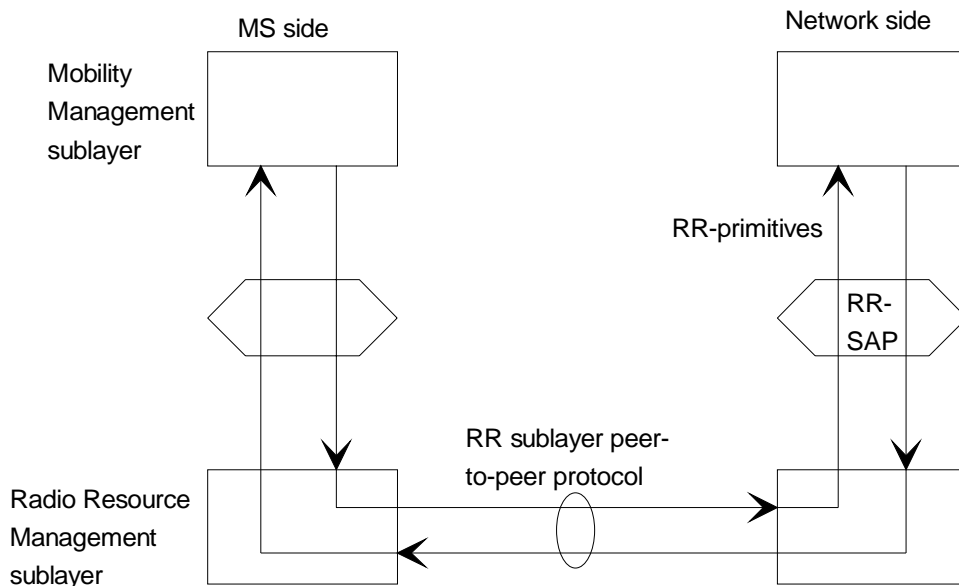 MS side
Network side
Mobility
Management
sublayer
RR-primitives
RR-
SAP
RR sublayer peer-
to-peer protocol
Radio Resource
Management
sublayer